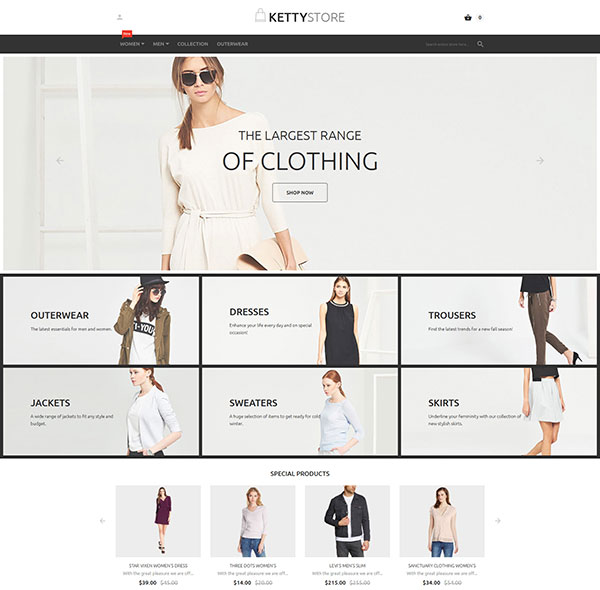 KETTYSTORE
0
WOMEN MEN COLLECTION OUTERWEAR
Search entire store here...
THE LARGEST RANGE
OF CLOTHING
SHOP NOW
OUTERWEAR
The latest essentials for men and women.
DRESSES
Enhance your life every day and on special
occasion!
TROUSERS
Find the latest trends for a new fall season!
JACKETS
A wide range of jackets to fit any style and
budget.
SWEATERS
A huge selection of items to get ready for cold
winter.
SKIRTS
Underline your femininity with our collection of
new stylish skirts.
SPECIAL PRODUCTS
STAR VIXEN WOMEN'S DRESS
With the great pleasure we are off...
$39.00 $45.00
THREE DOTS WOMEN'S
With the great pleasure we are off...
$14.00 $20.00
LEVI'S MEN'S SLIM
With the great pleasure we are off...
$215.00 $255.00
SANCTUARY CLOTHING WOMEN'S
With the great pleasure we are off...
$34.00 $54.00